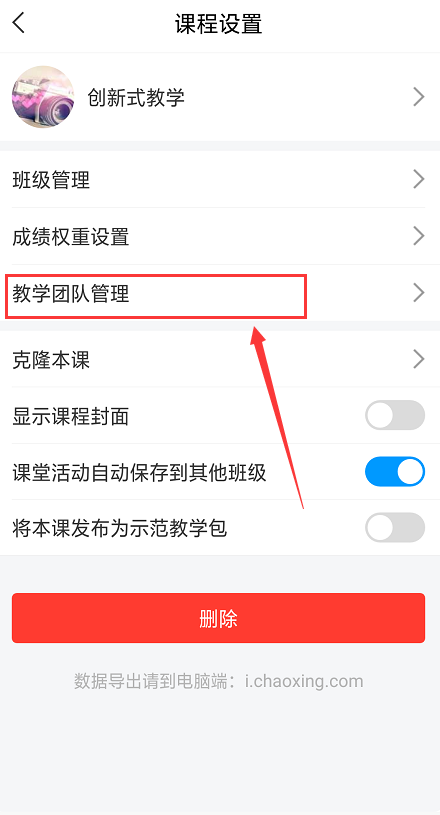 课程设置
创新式教学
班级管理
成绩权重设置
教学团队管理
克隆本课
显示课程封面
课堂活动自动保存到其他班级
将本课发布为示范教学包
删除
数据导出请到电脑端：i.chaoxing.com